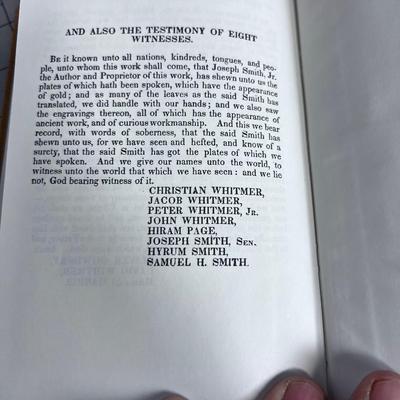 AND ALSO THE TESTIMONY OF EIGHT
WITNESSES.
BE it known unto all nations, kindreds, tongues, and peo-
ple, unto whom this work shall come, that Joseph Smith, Jr.
the Author and Proprietor of this work, has shewn unto us the
plates of which hath been spoken, which have the appearance
of gold; and as many of the leaves as the said Smith has
translated, we did handle with our hands; and we also saw
the engravings thereon, all of which has the appearance of
ancient work, and of curious workmanship. And this we bear
record, with words of soberness, that the said Smith has
shewn unto us, for we have seen and hefted, and know of a
surety, that the said Smith has got the plates of which we
have spoken. And we give our names unto the world, to
witness unto the world that which we have seen: and we lie
not, God bearing witness of it.
CHRISTIAN WHITMER,
JACOB WHITMER,
PETER WHITMER, Jr.
JOHN WHITMER,
HIRAM PAGE,
JOSEPH SMITH, Sen.
HYRUM SMITH,
SAMUEL H. SMITH.